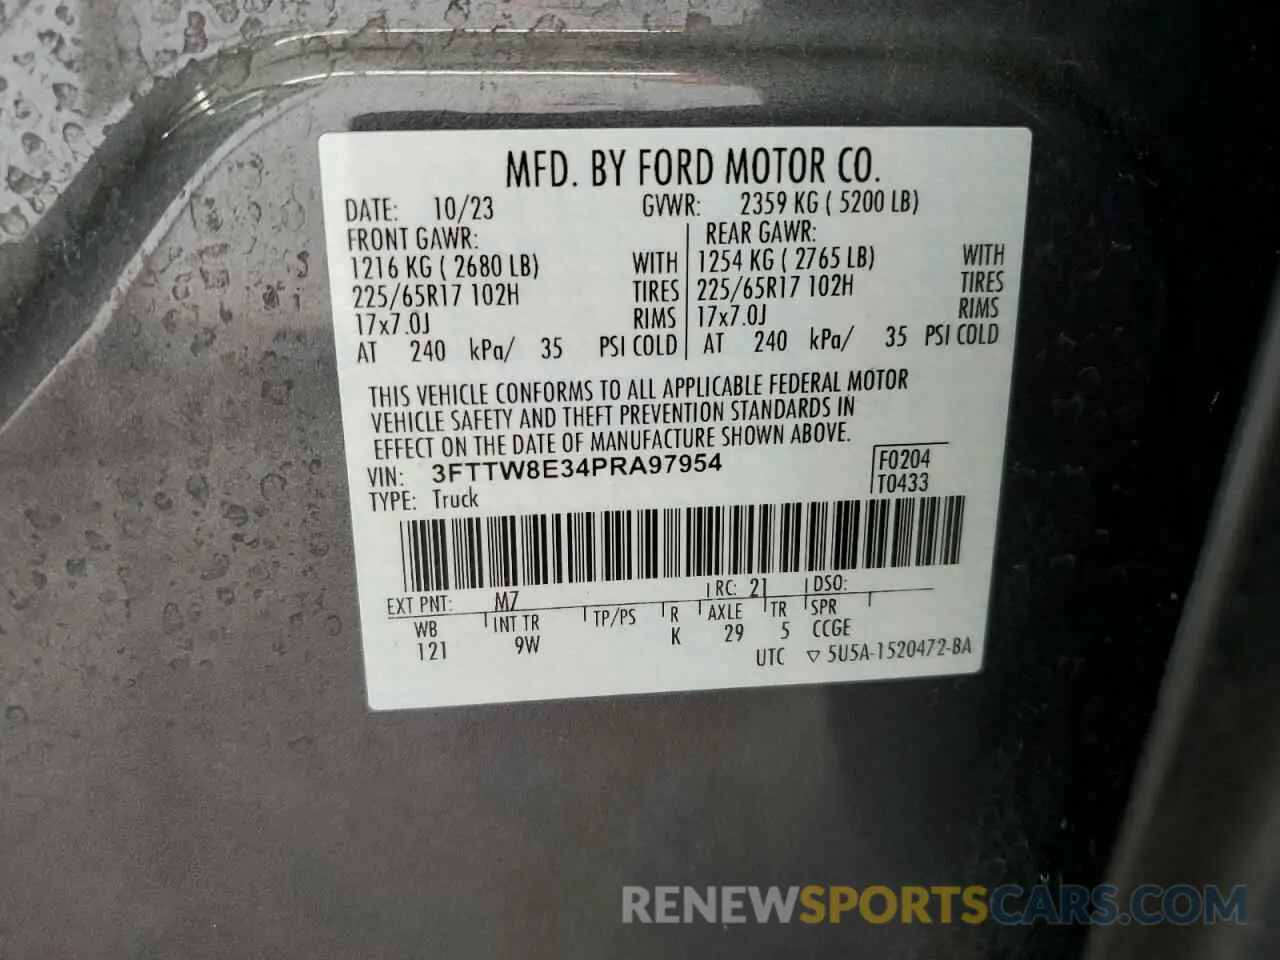 MFD. BY FORD MOTOR CO.
DATE: 10/23 GVWR: 2359 KG ( 5200 LB)
FRONT GAWR: REAR GAWR:
1216 KG ( 2680 LB) WITH 1254 KG ( 2765 LB) WITH
225/65R17 102H TIRES 225/65R17 102H TIRES
17x7.0J RIMS 17x7.0J RIMS
AT 240 kPa/ 35 PSI COLD AT 240 kPa/ 35 PSI COLD
THIS VEHICLE CONFORMS TO ALL APPLICABLE FEDERAL MOTOR
VEHICLE SAFETY AND THEFT PREVENTION STANDARDS IN
EFFECT ON THE DATE OF MANUFACTURE SHOWN ABOVE.
VIN: 3FTTW8E34PRA97954 F0204
TYPE: Truck T0433
EXT PNT: M7 RC: 21 DSO:
WB INT TR TP/PS R AXLE TR SPR
121 9W K 29 5 CCGE
UTC ▽ 5U5A-1520472-BA
RENEWSPORTSCARS.COM